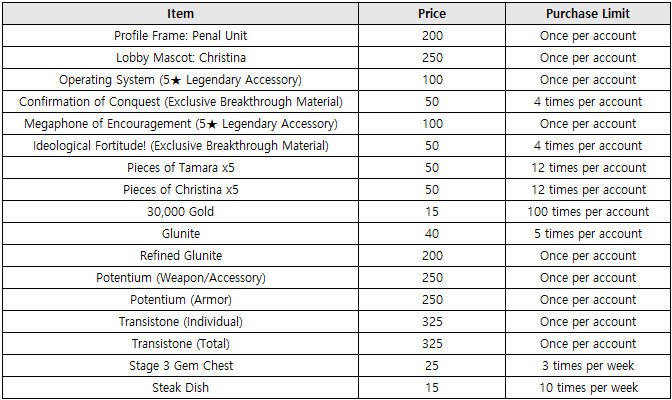 Item Price Purchase Limit
Profile Frame: Penal Unit 200 Once per account
Lobby Mascot: Christina 250 Once per account
Operating System (5★ Legendary Accessory) 100 Once per account
Confirmation of Conquest (Exclusive Breakthrough Material) 50 4 times per account
Megaphone of Encouragement (5★ Legendary Accessory) 100 Once per account
Ideological Fortitude! (Exclusive Breakthrough Material) 50 4 times per account
Pieces of Tamara x5 50 12 times per account
Pieces of Christina x5 50 12 times per account
30,000 Gold 15 100 times per account
Glunite 40 5 times per account
Refined Glunite 200 Once per account
Potentium (Weapon/Accessory) 250 Once per account
Potentium (Armor) 250 Once per account
Transistone (Individual) 325 Once per account
Transistone (Total) 325 Once per account
Stage 3 Gem Chest 25 3 times per week
Steak Dish 15 10 times per week